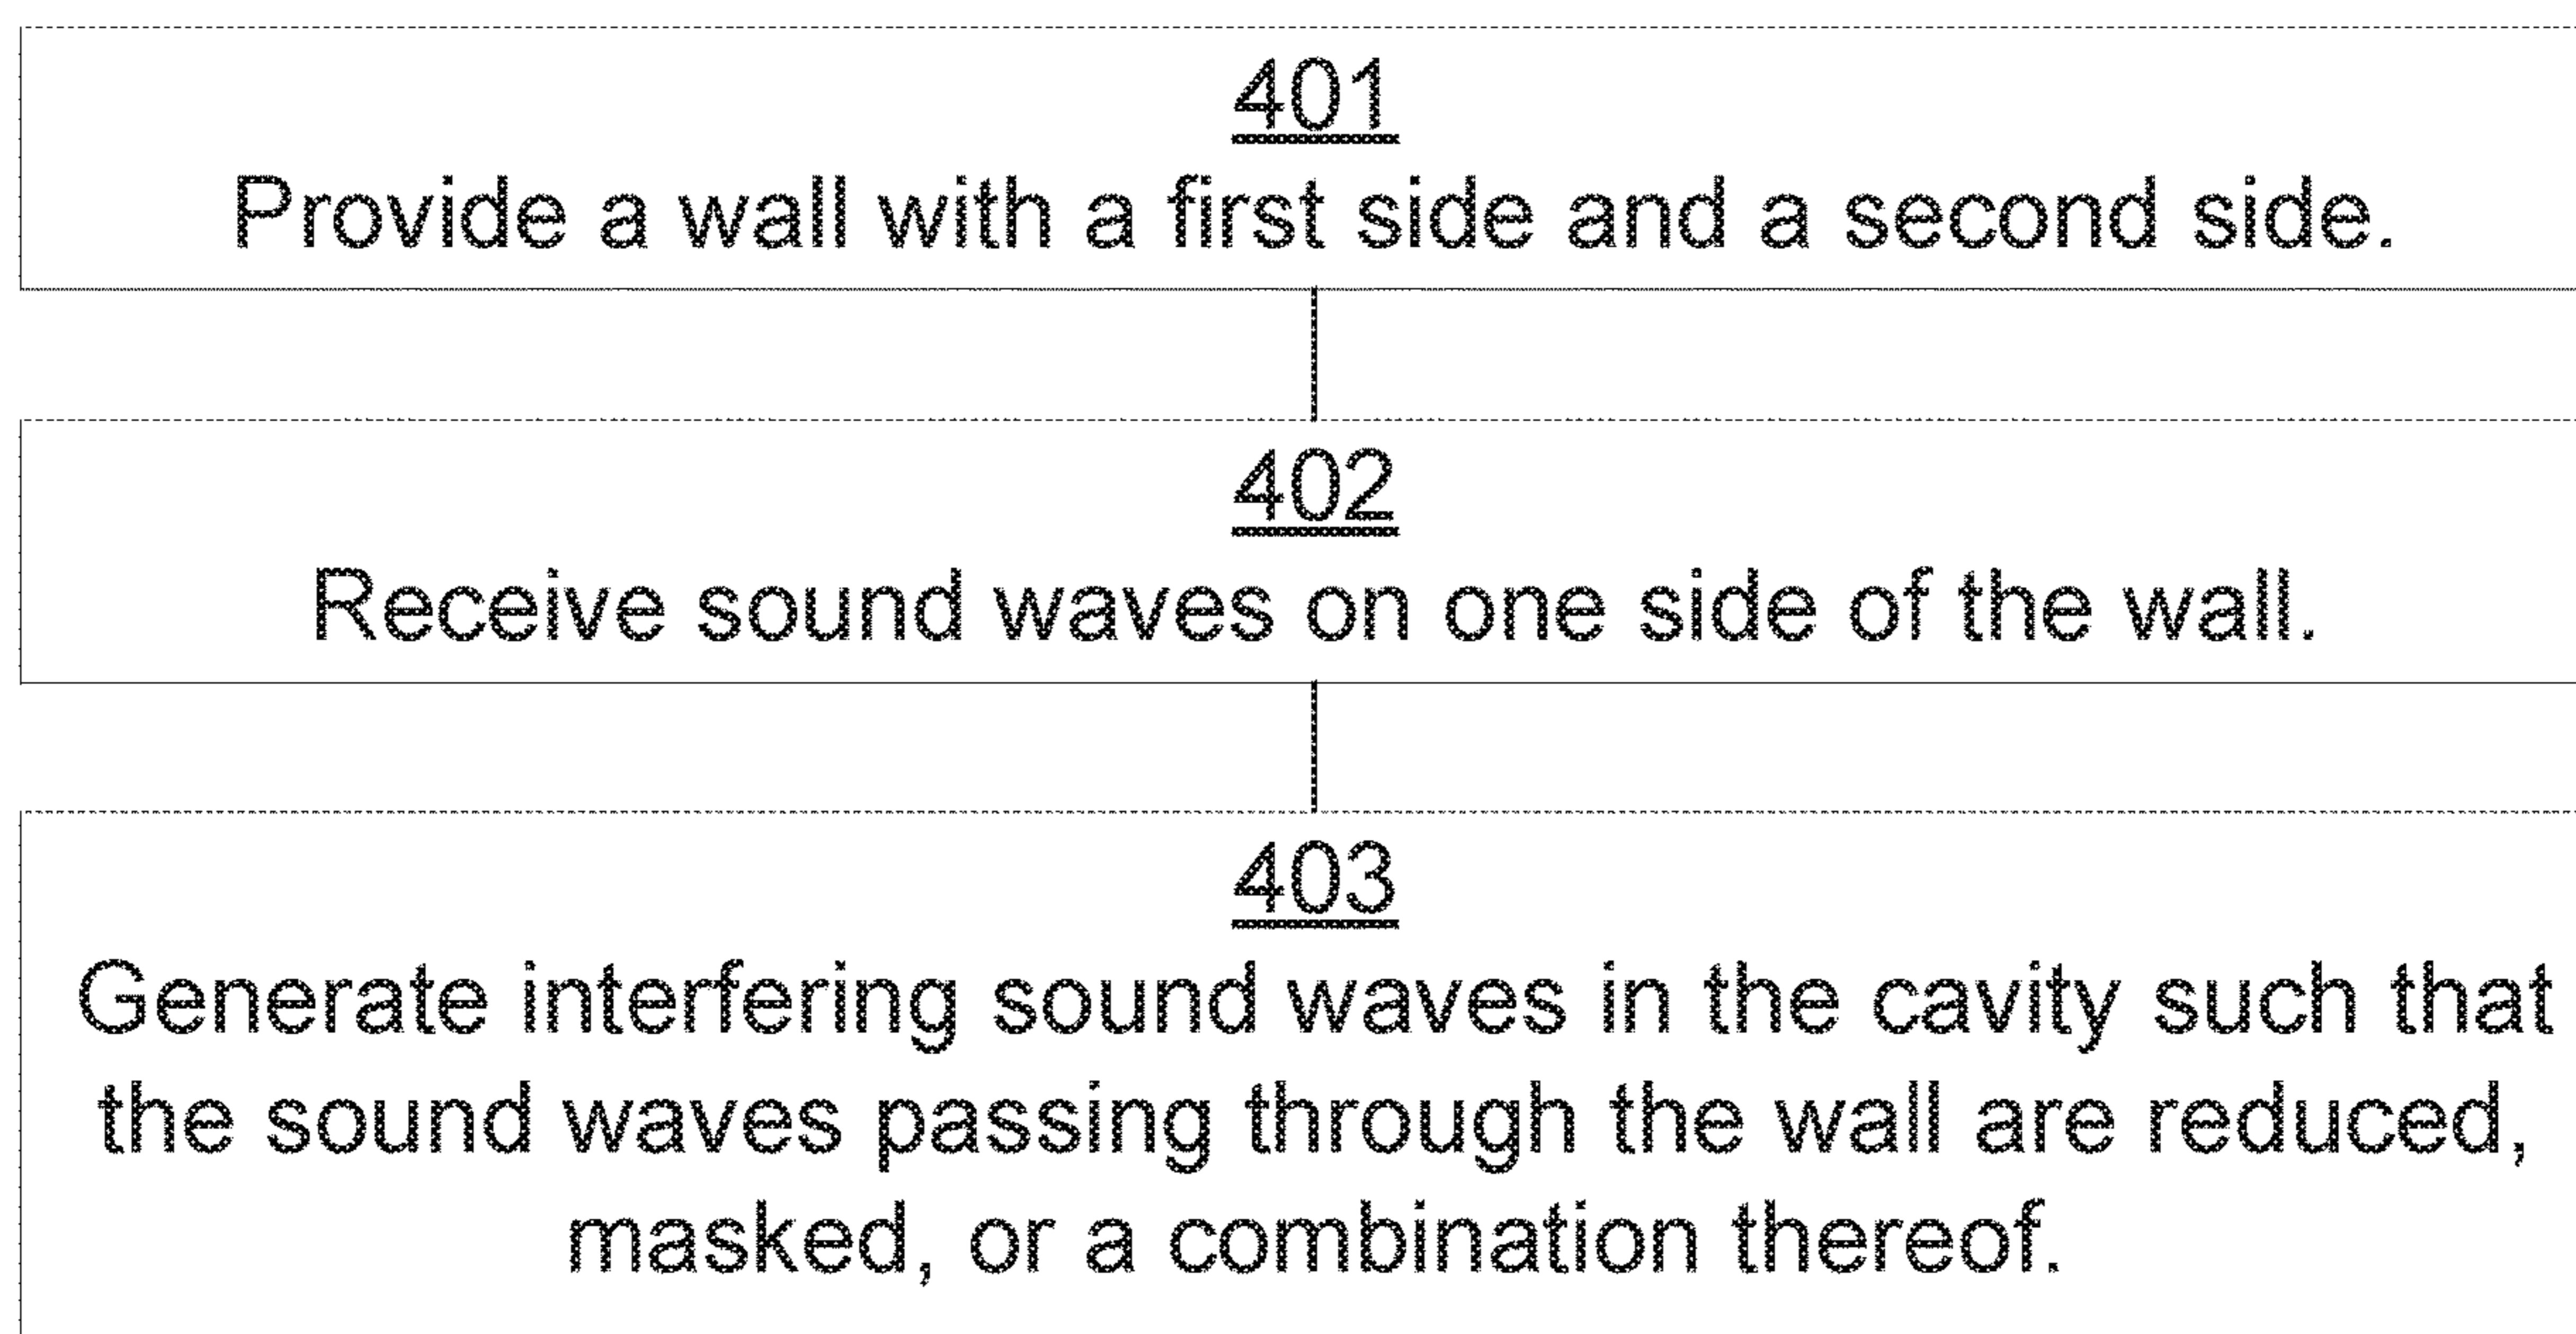 401
Provide a wall with a first side and a second side.
402
Receive sound waves on one side of the wall.
403
Generate interfering sound waves in the cavity such that
the sound waves passing through the wall are reduced,
masked, or a combination thereof.